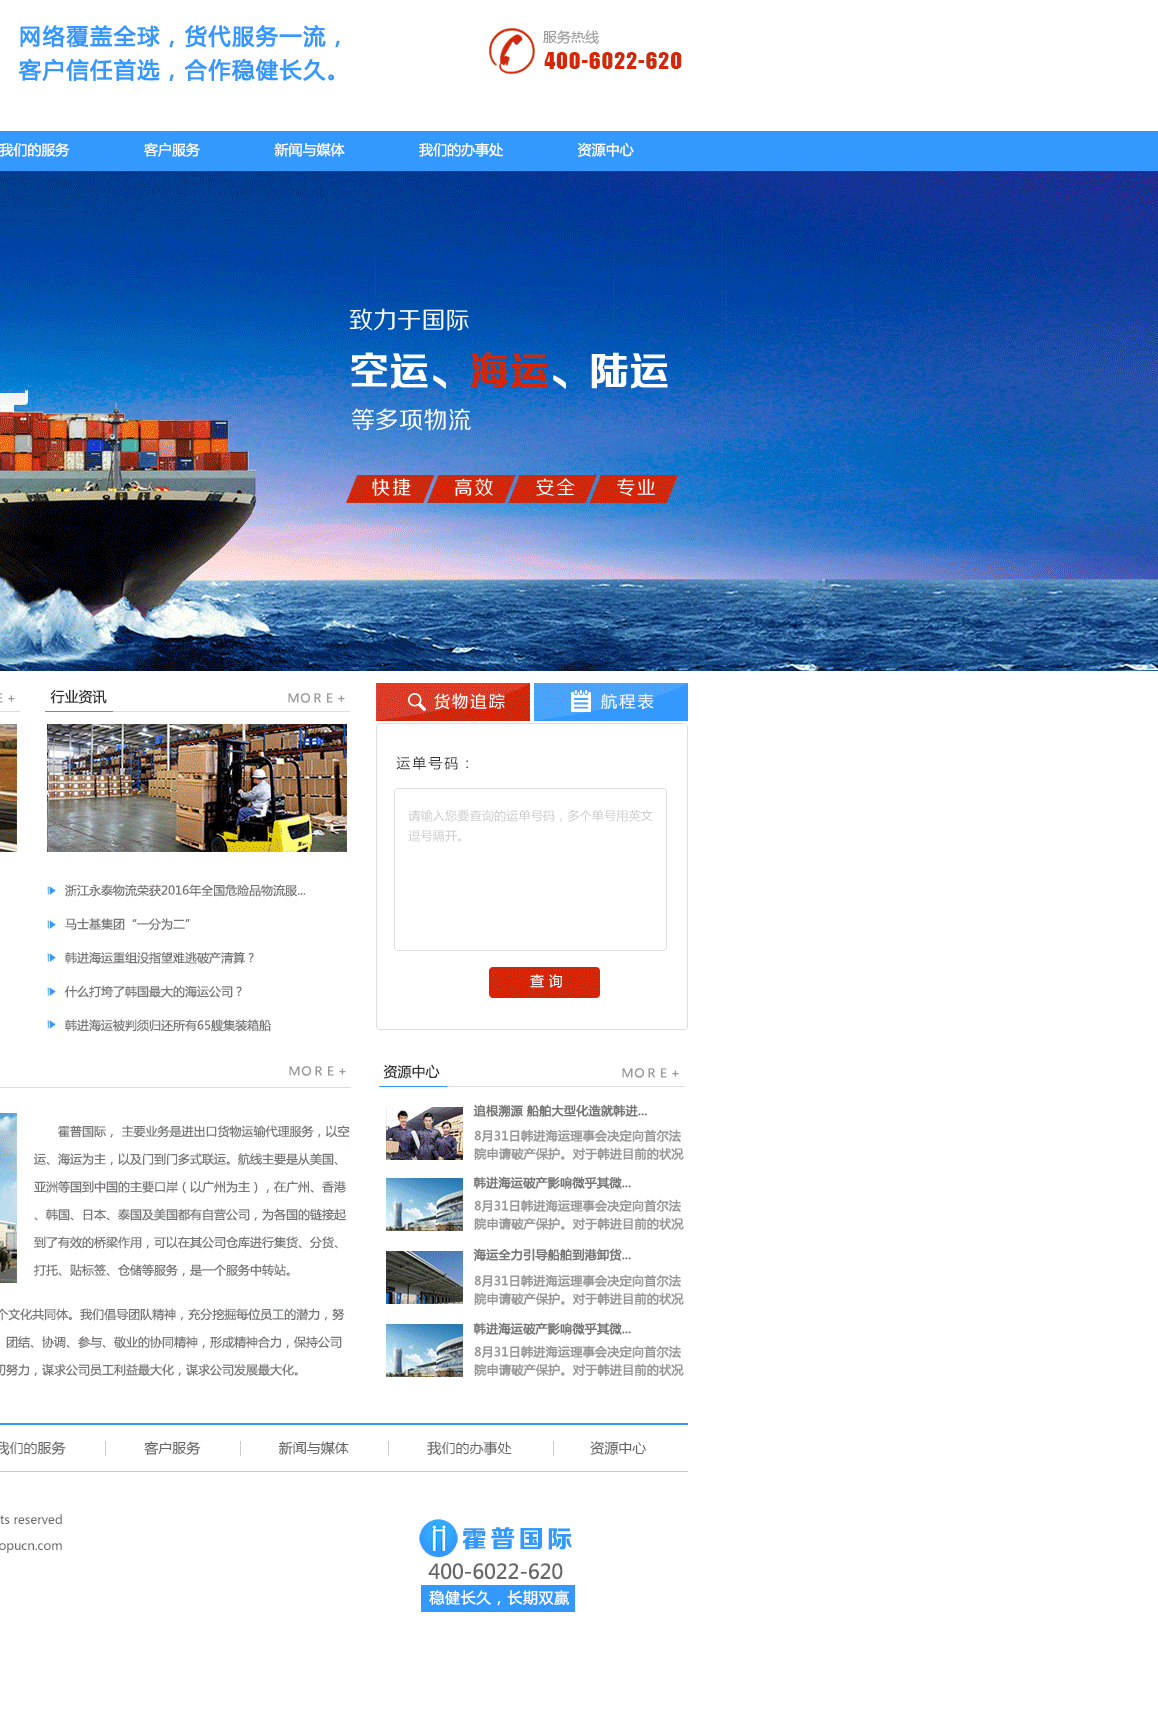 网络覆盖全球，货代服务一流，
客户信任首选，合作稳健长久。
服务热线
400-6022-620
我们的服务 客户服务 新闻与媒体 我们的办事处 资源中心
致力于国际
空运、海运、陆运
等多项物流
快捷 高效 安全 专业
E + 行业资讯 MORE+
货物追踪 航程表
运单号码：
请输入您要查询的运单号码，多个单号用英文
逗号隔开。
查 询
浙江永泰物流荣获2016年全国危险品物流服...
马士基集团“一分为二”
韩进海运重组没指望难逃破产清算？
什么打垮了韩国最大的海运公司？
韩进海运被判须归还所有65艘集装箱船
MORE+
霍普国际， 主要业务是进出口货物运输代理服务，以空
运、海运为主，以及门到门多式联运。航线主要是从美国、
亚洲等国到中国的主要口岸（以广州为主），在广州、香港
、韩国、日本、泰国及美国都有自营公司，为各国的链接起
到了有效的桥梁作用，可以在其公司仓库进行集货、分货、
打托、贴标签、仓储等服务，是一个服务中转站。
个文化共同体。我们倡导团队精神，充分挖掘每位员工的潜力，努
团结、协调、参与、敬业的协同精神，形成精神合力，保持公司
切努力，谋求公司员工利益最大化，谋求公司发展最大化。
资源中心 MORE+
追根溯源 船舶大型化造就韩进...
8月31日韩进海运理事会决定向首尔法
院申请破产保护。对于韩进目前的状况
韩进海运破产影响微乎其微...
8月31日韩进海运理事会决定向首尔法
院申请破产保护。对于韩进目前的状况
海运全力引导船舶到港卸货...
8月31日韩进海运理事会决定向首尔法
院申请破产保护。对于韩进目前的状况
韩进海运破产影响微乎其微...
8月31日韩进海运理事会决定向首尔法
院申请破产保护。对于韩进目前的状况
我们的服务 客户服务 新闻与媒体 我们的办事处 资源中心
ts reserved
opucn.com
霍普国际
400-6022-620
稳健长久，长期双赢